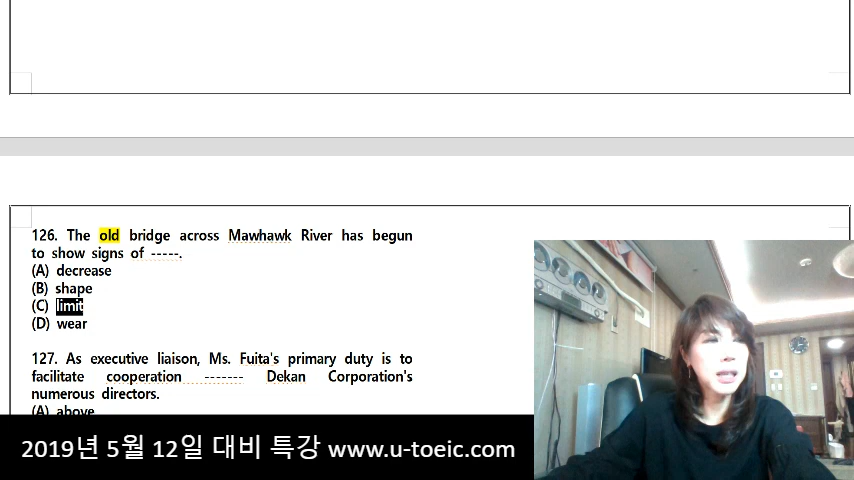 126. The old bridge across Mawhawk River has begun
to show signs of -----.
(A) decrease
(B) shape
(C) limit
(D) wear
127. As executive liaison, Ms. Fuita's primary duty is to
facilitate cooperation ------- Dekan Corporation's
numerous directors.
(A) above
2019년 5월 12일 대비 특강 www.u-toeic.com